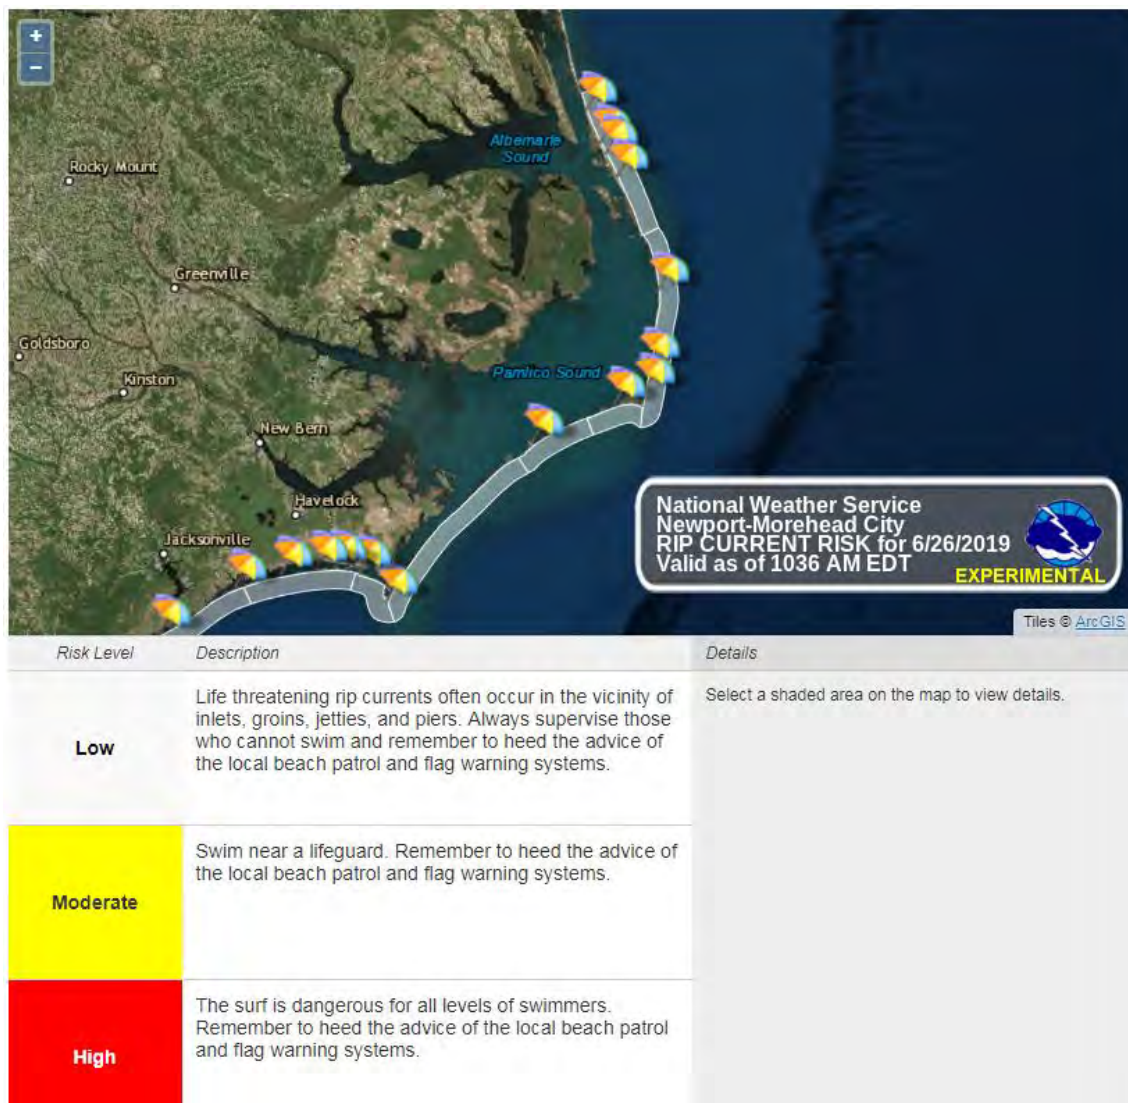 +
−
Albemarle
Sound
Rocky Mount
Greenville
Goldsboro
Kinston
Pamlico Sound
New Bern
Havelock
Jacksonville
National Weather Service
Newport-Morehead City
RIP CURRENT RISK for 6/26/2019
Valid as of 1036 AM EDT
EXPERIMENTAL
Tiles © ArcGIS
Risk Level Description Details
Low
Life threatening rip currents often occur in the vicinity of
inlets, groins, jetties, and piers. Always supervise those
who cannot swim and remember to heed the advice of
the local beach patrol and flag warning systems.
Select a shaded area on the map to view details.
Moderate
Swim near a lifeguard. Remember to heed the advice of
the local beach patrol and flag warning systems.
High
The surf is dangerous for all levels of swimmers.
Remember to heed the advice of the local beach patrol
and flag warning systems.